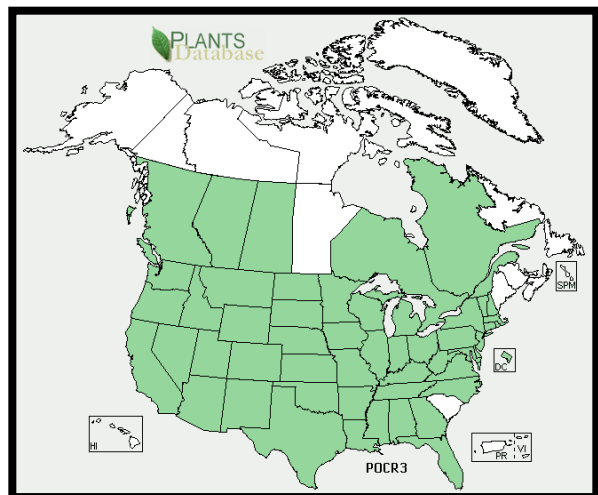 PLANTS
Database
SPM
DC
HI
PR
VI
POCR3